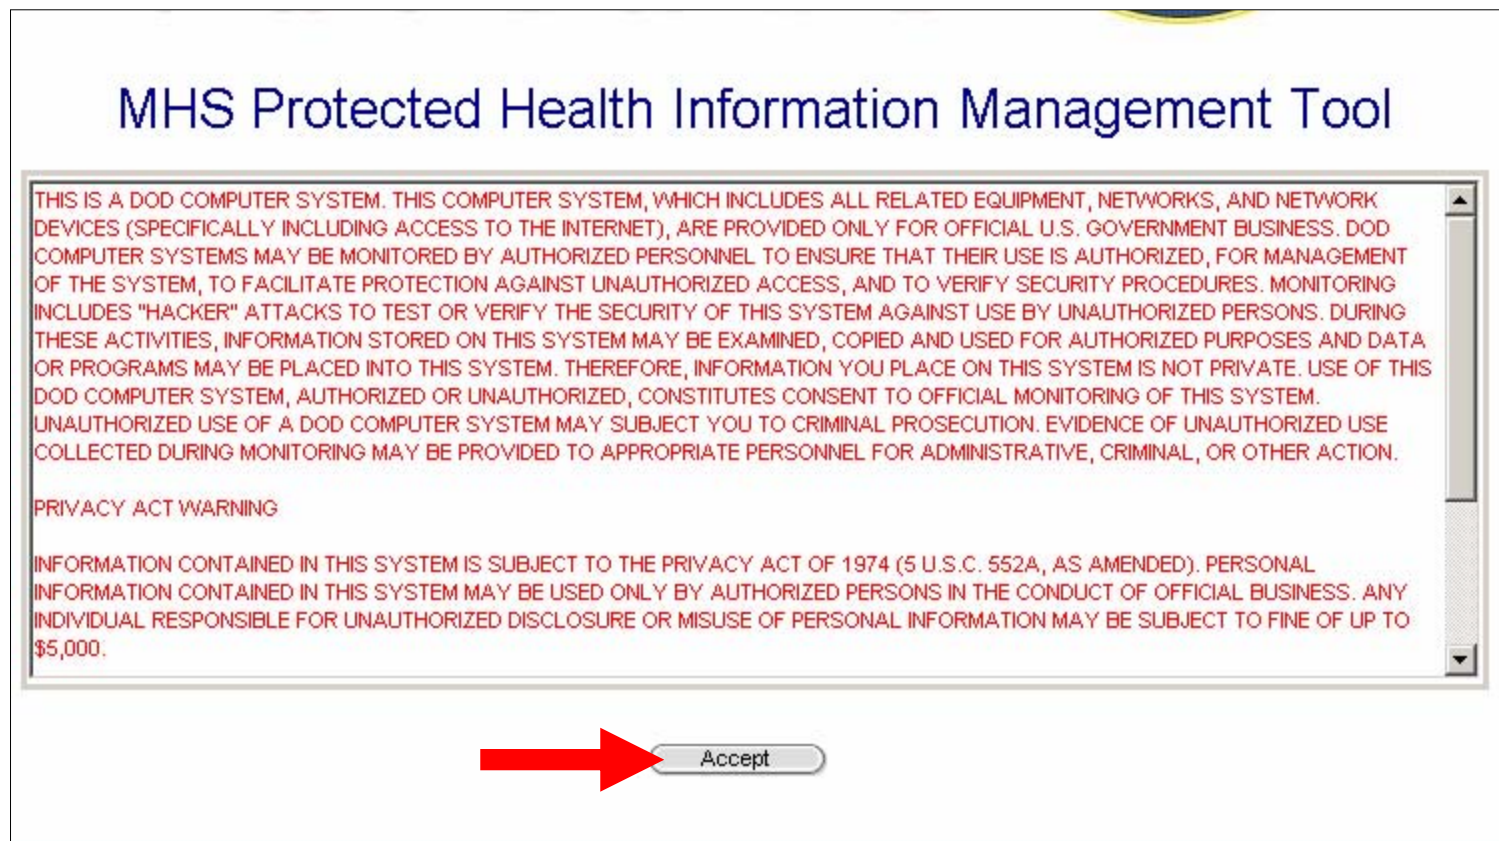 MHS Protected Health Information Management Tool
THIS IS A DOD COMPUTER SYSTEM. THIS COMPUTER SYSTEM, WHICH INCLUDES ALL RELATED EQUIPMENT, NETWORKS, AND NETWORK
DEVICES (SPECIFICALLY INCLUDING ACCESS TO THE INTERNET), ARE PROVIDED ONLY FOR OFFICIAL U.S. GOVERNMENT BUSINESS. DOD
COMPUTER SYSTEMS MAY BE MONITORED BY AUTHORIZED PERSONNEL TO ENSURE THAT THEIR USE IS AUTHORIZED, FOR MANAGEMENT
OF THE SYSTEM, TO FACILITATE PROTECTION AGAINST UNAUTHORIZED ACCESS, AND TO VERIFY SECURITY PROCEDURES. MONITORING
INCLUDES "HACKER" ATTACKS TO TEST OR VERIFY THE SECURITY OF THIS SYSTEM AGAINST USE BY UNAUTHORIZED PERSONS. DURING
THESE ACTIVITIES, INFORMATION STORED ON THIS SYSTEM MAY BE EXAMINED, COPIED AND USED FOR AUTHORIZED PURPOSES AND DATA
OR PROGRAMS MAY BE PLACED INTO THIS SYSTEM. THEREFORE, INFORMATION YOU PLACE ON THIS SYSTEM IS NOT PRIVATE. USE OF THIS
DOD COMPUTER SYSTEM, AUTHORIZED OR UNAUTHORIZED, CONSTITUTES CONSENT TO OFFICIAL MONITORING OF THIS SYSTEM.
UNAUTHORIZED USE OF A DOD COMPUTER SYSTEM MAY SUBJECT YOU TO CRIMINAL PROSECUTION. EVIDENCE OF UNAUTHORIZED USE
COLLECTED DURING MONITORING MAY BE PROVIDED TO APPROPRIATE PERSONNEL FOR ADMINISTRATIVE, CRIMINAL, OR OTHER ACTION.
PRIVACY ACT WARNING
INFORMATION CONTAINED IN THIS SYSTEM IS SUBJECT TO THE PRIVACY ACT OF 1974 (5 U.S.C. 552A, AS AMENDED). PERSONAL
INFORMATION CONTAINED IN THIS SYSTEM MAY BE USED ONLY BY AUTHORIZED PERSONS IN THE CONDUCT OF OFFICIAL BUSINESS. ANY
INDIVIDUAL RESPONSIBLE FOR UNAUTHORIZED DISCLOSURE OR MISUSE OF PERSONAL INFORMATION MAY BE SUBJECT TO FINE OF UP TO
$5,000.
Accept